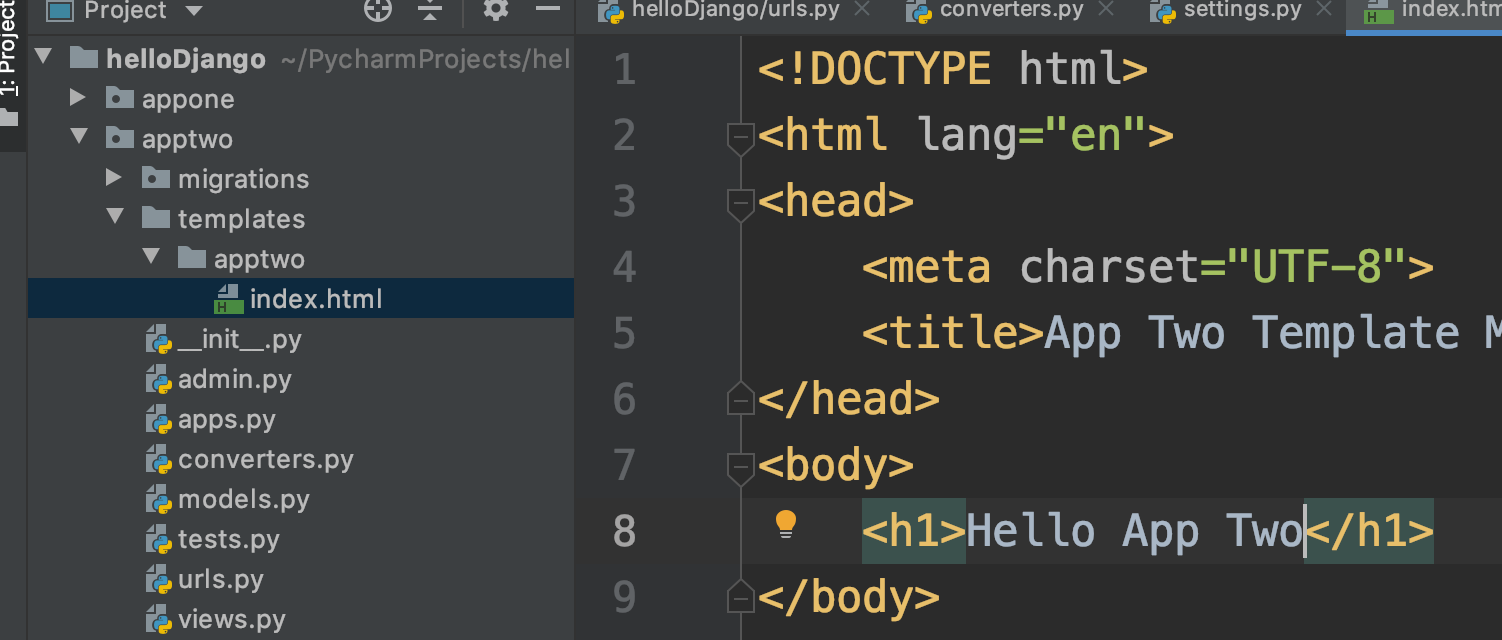 Project
helloDjango/urls.py
converters.py
settings.py
1: Project
helloDjango ~/PycharmProjects/hel
appone
apptwo
migrations
templates
apptwo
index.html
__init__.py
admin.py
apps.py
converters.py
models.py
tests.py
urls.py
views.py
1 <!DOCTYPE html>
2 <html lang="en">
3 <head>
4 <meta charset="UTF-8">
5 <title>App Two Template M
6 </head>
7 <body>
8 <h1>Hello App Two</h1>
9 </body>